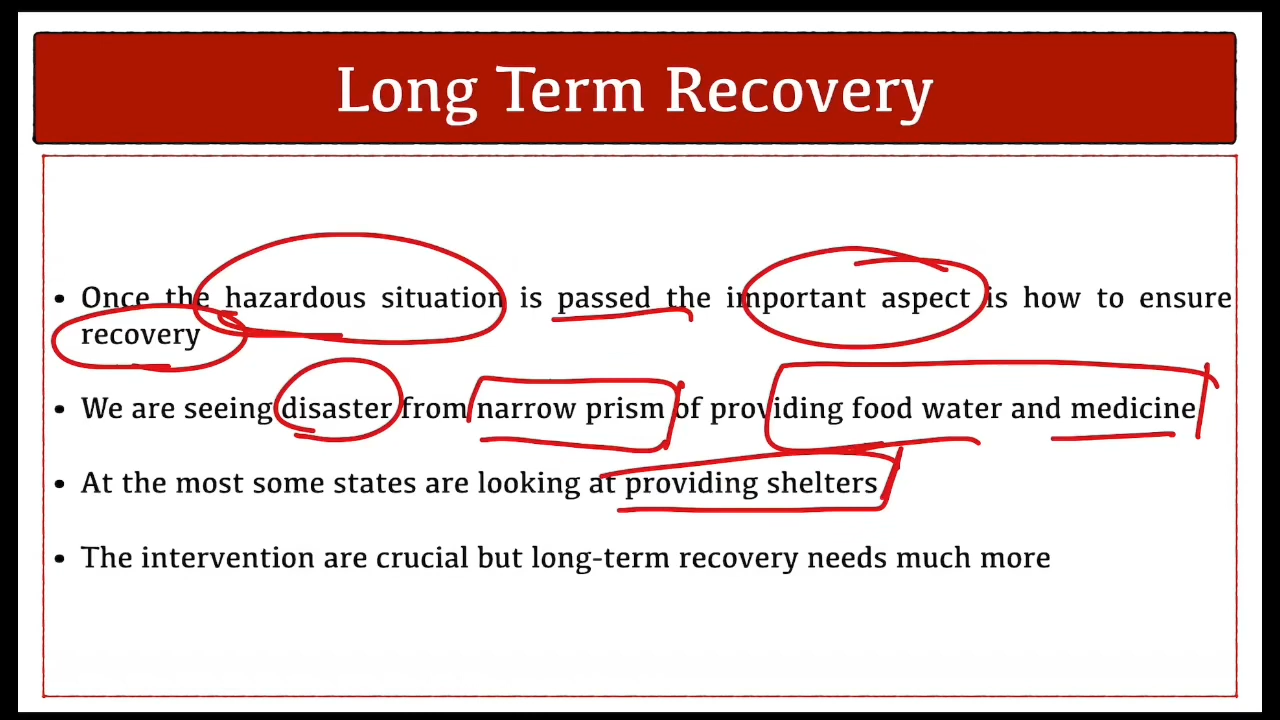 Long Term Recovery
• Once the hazardous situation is passed the important aspect is how to ensure
recovery
• We are seeing disaster from narrow prism of providing food water and medicine
• At the most some states are looking at providing shelters
• The intervention are crucial but long-term recovery needs much more